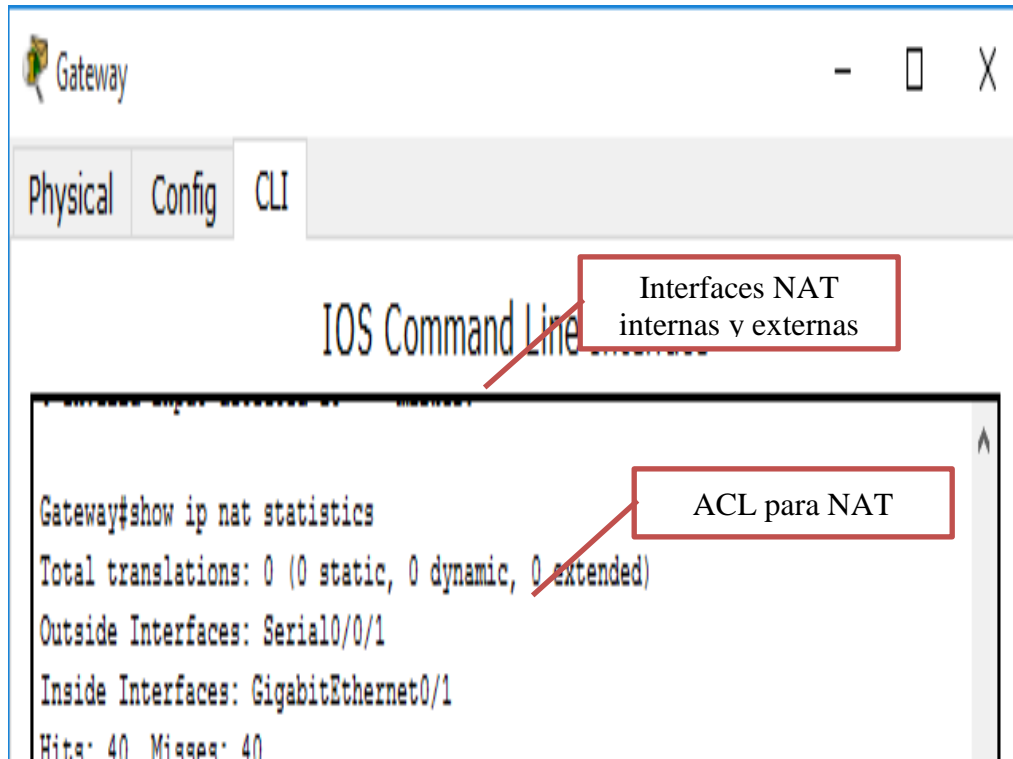 Gateway
Physical Config CLI
Interfaces NAT
internas y externas
IOS Command Line
ACL para NAT
Gateway#show ip nat statistics
Total translations: 0 (0 static, 0 dynamic, 0 extended)
Outside Interfaces: Serial0/0/1
Inside Interfaces: GigabitEthernet0/1
Hits: 40 Misses: 40